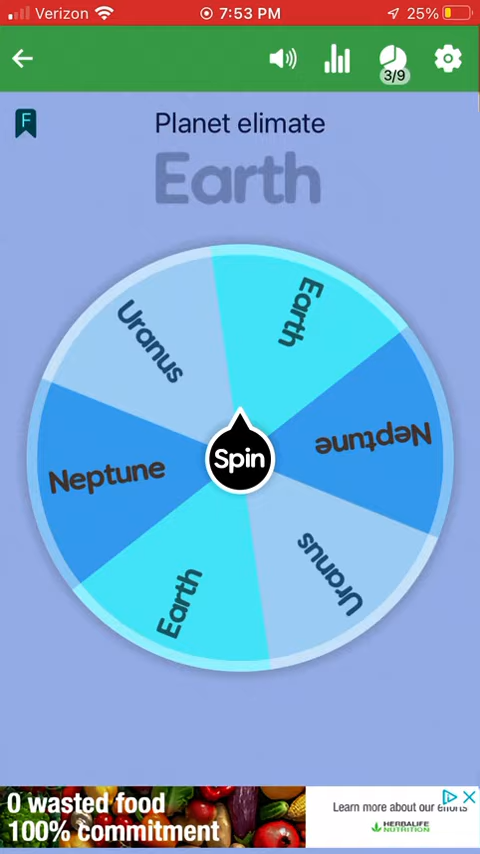 Verizon 7:53 PM 25%
3/9
F
Planet elimate
Earth
Earth
Uranus
Neptune
Neptune
Spin
Uranus
Earth
0 wasted food
100% commitment
Learn more about our efforts
HERBALIFE
NUTRITION